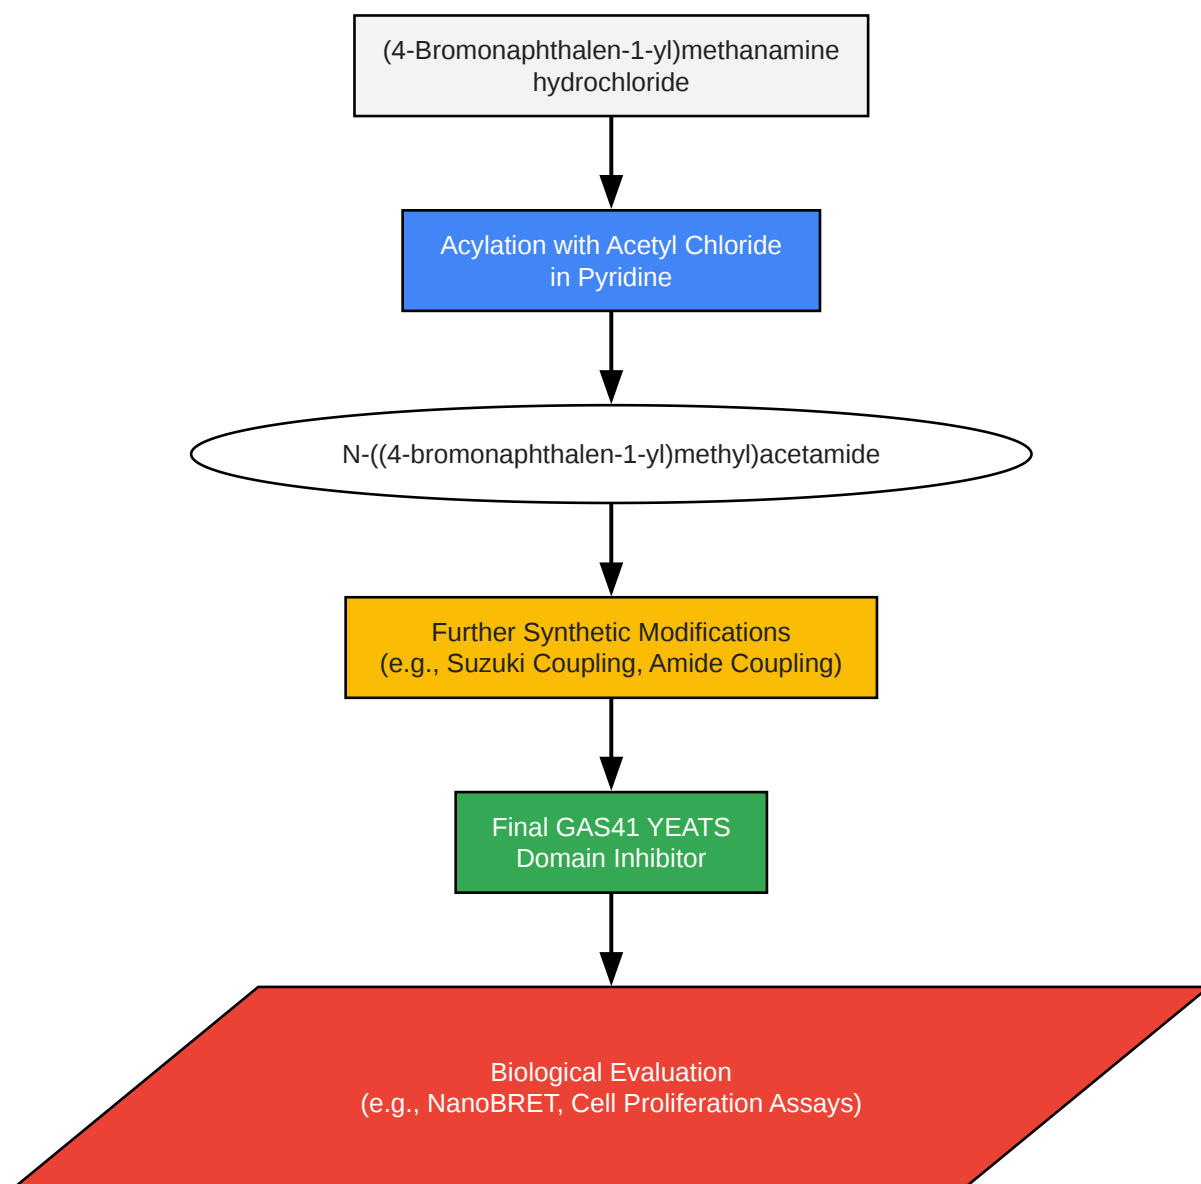 (4-Bromonaphthalen-1-yl)methanamine
hydrochloride
Acylation with Acetyl Chloride
in Pyridine
N-((4-bromonaphthalen-1-yl)methyl)acetamide
Further Synthetic Modifications
(e.g., Suzuki Coupling, Amide Coupling)
Final GAS41 YEATS
Domain Inhibitor
Biological Evaluation
(e.g., NanoBRET, Cell Proliferation Assays)